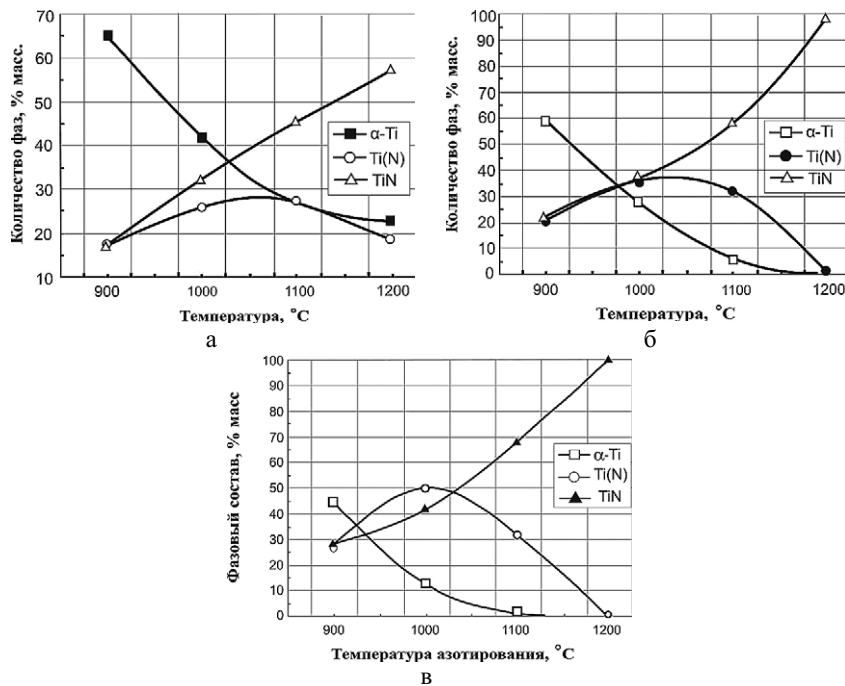 70
60
50
40
30
20
10
Количество фаз, % масс.
α-Ti
Ti(N)
TiN
900 1000 1100 1200
Температура, °C
а
100
90
80
70
60
50
40
30
20
10
0
Количество фаз, % масс.
α-Ti
Ti(N)
TiN
900 1000 1100 1200
Температура, °C
б
100
90
80
70
60
50
40
30
20
10
0
Фазовый состав, % масс
α-Ti
Ti(N)
TiN
900 1000 1100 1200
Температура азотирования, °C
в